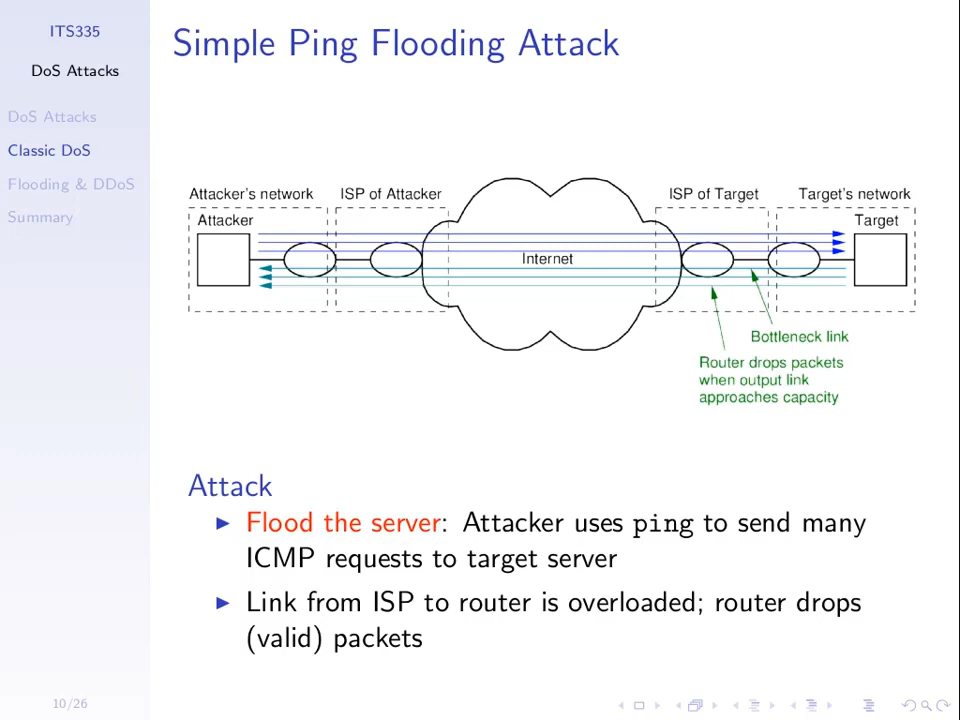 ITS335
DoS Attacks
DoS Attacks
Classic DoS
Flooding & DDoS
Summary
Simple Ping Flooding Attack
Attacker's network
ISP of Attacker
ISP of Target
Target's network
Attacker
Target
Internet
Bottleneck link
Router drops packets
when output link
approaches capacity
Attack
Flood the server: Attacker uses ping to send many
ICMP requests to target server
Link from ISP to router is overloaded; router drops
(valid) packets
10/26